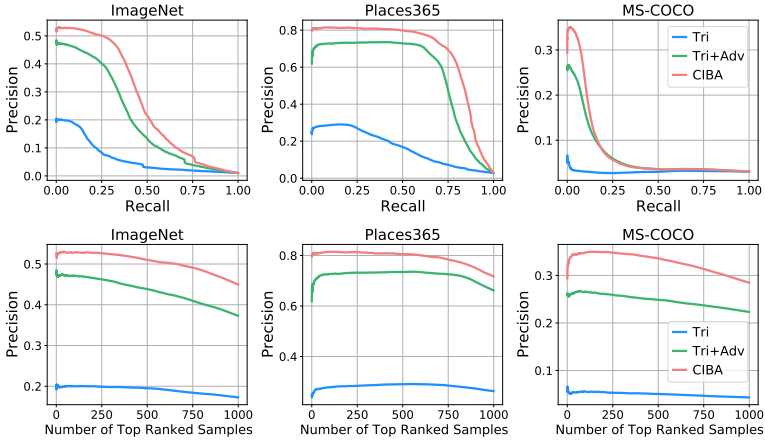 ImageNet
Precision
0.5
0.4
0.3
0.2
0.1
0.0
0.00 0.25 0.50 0.75 1.00
Recall
Places365
Precision
0.8
0.6
0.4
0.2
0.0
0.00 0.25 0.50 0.75 1.00
Recall
MS-COCO
Precision
0.3
0.2
0.1
0.00 0.25 0.50 0.75 1.00
Recall
Tri
Tri+Adv
CIBA
ImageNet
Precision
0.5
0.4
0.3
0.2
0 250 500 750 1000
Number of Top Ranked Samples
Places365
Precision
0.8
0.6
0.4
0 250 500 750 1000
Number of Top Ranked Samples
MS-COCO
Precision
0.3
0.2
0.1
0 250 500 750 1000
Number of Top Ranked Samples
Tri
Tri+Adv
CIBA